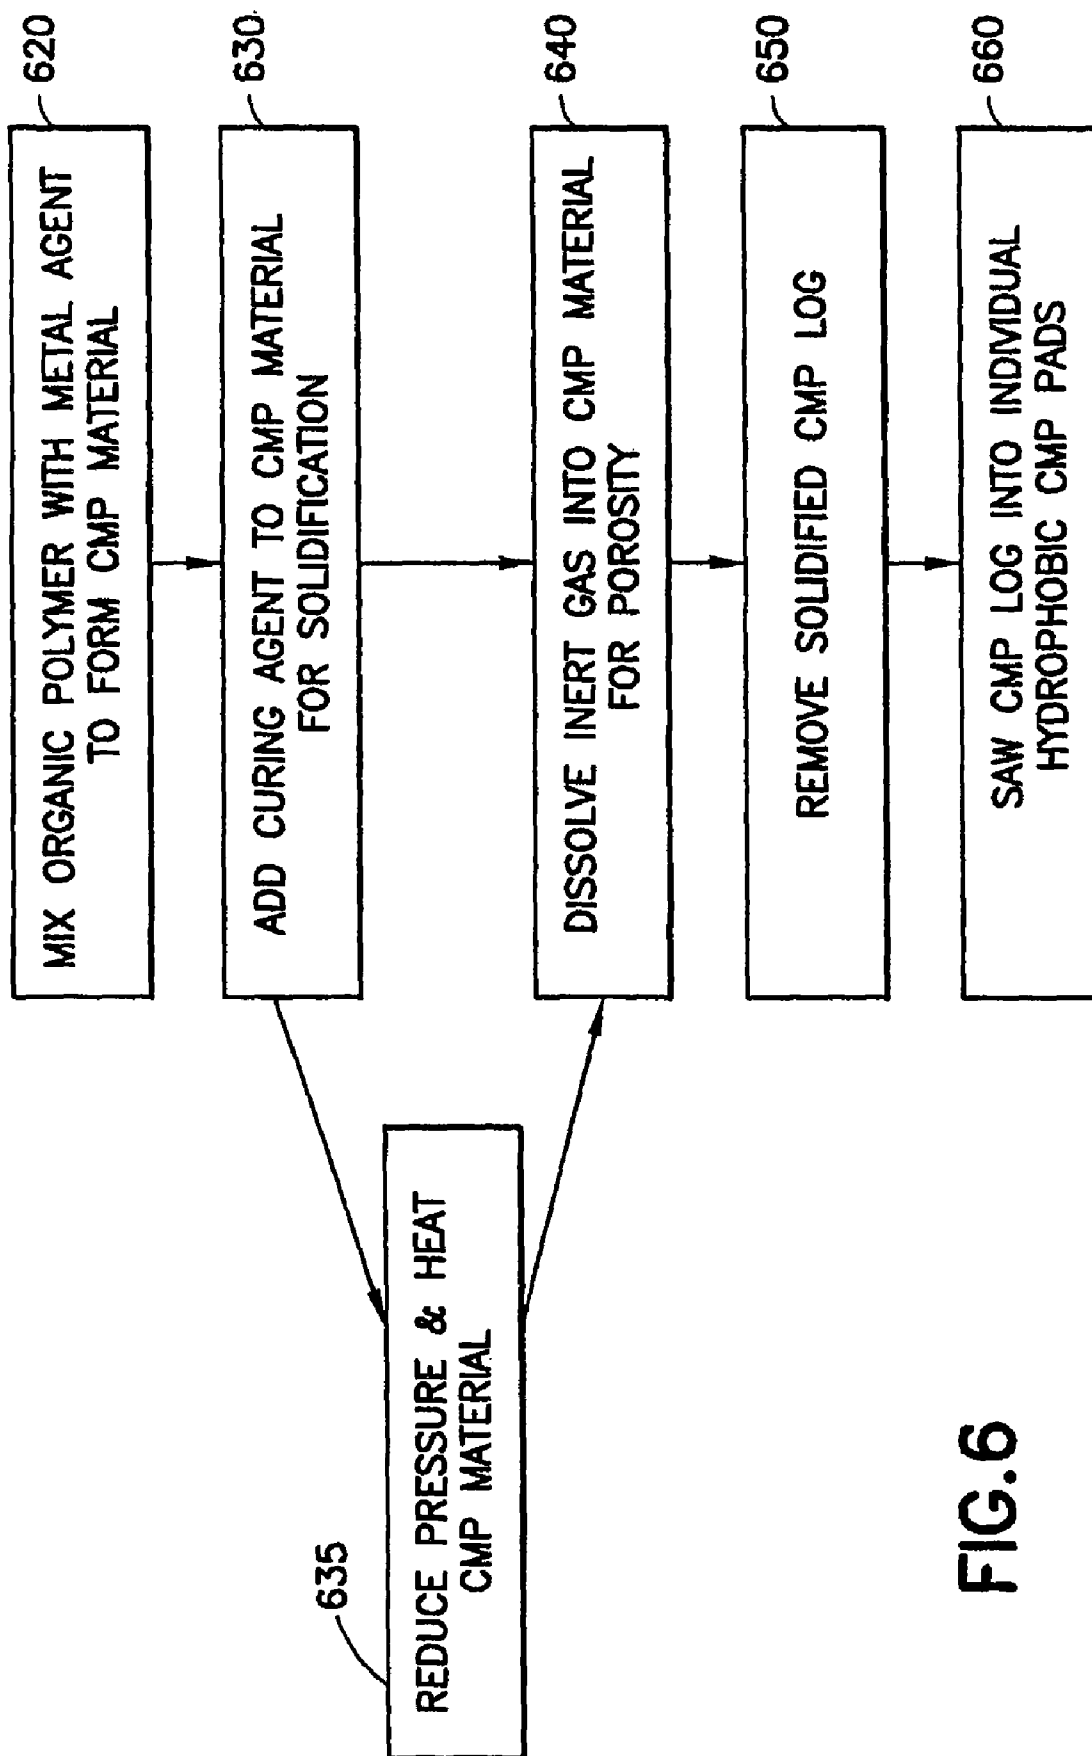 620
MIX ORGANIC POLYMER WITH METAL AGENT
TO FORM CMP MATERIAL
630
ADD CURING AGENT TO CMP MATERIAL
FOR SOLIDIFICATION
635
REDUCE PRESSURE & HEAT
CMP MATERIAL
640
DISSOLVE INERT GAS INTO CMP MATERIAL
FOR POROSITY
650
REMOVE SOLIDIFIED CMP LOG
660
SAW CMP LOG INTO INDIVIDUAL
HYDROPHOBIC CMP PADS
FIG.6